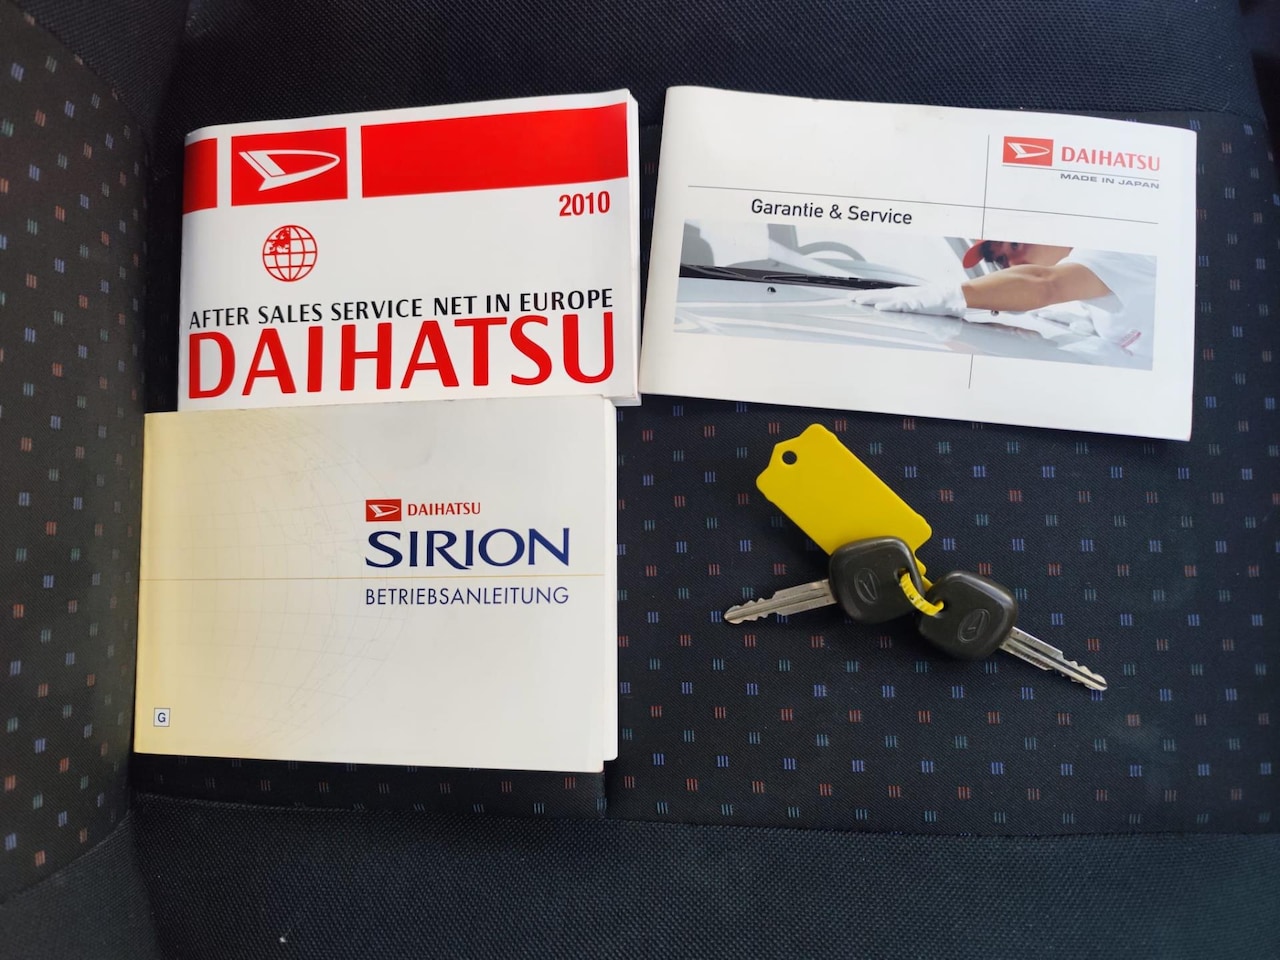 2010
AFTER SALES SERVICE NET IN EUROPE
DAIHATSU
DAIHATSU
MADE IN JAPAN
Garantie & Service
DAIHATSU
SIRION
BETRIEBSANLEITUNG
G